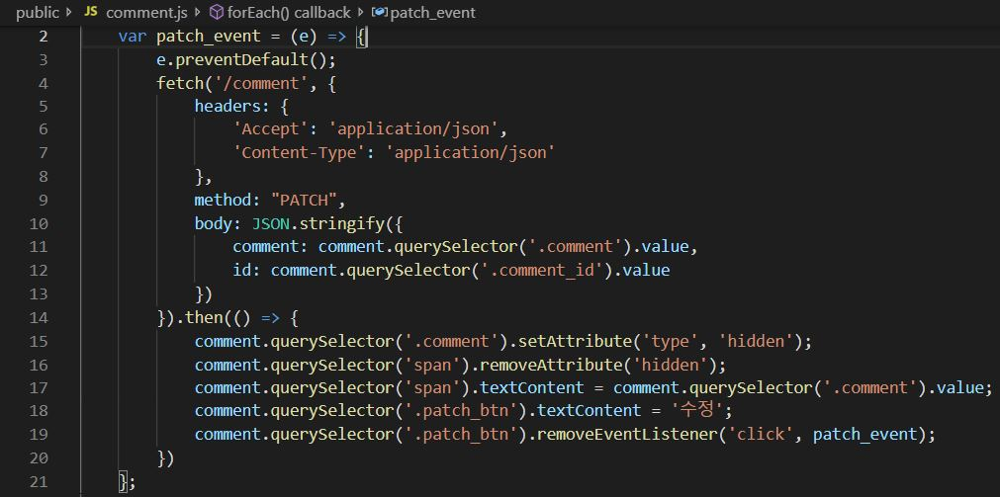 public › JS comment.js › forEach() callback › patch_event
2 var patch_event = (e) => {
3 e.preventDefault();
4 fetch('/comment', {
5 headers: {
6 'Accept': 'application/json',
7 'Content-Type': 'application/json'
8 },
9 method: "PATCH",
10 body: JSON.stringify({
11 comment: comment.querySelector('.comment').value,
12 id: comment.querySelector('.comment_id').value
13 })
14 }).then(() => {
15 comment.querySelector('.comment').setAttribute('type', 'hidden');
16 comment.querySelector('span').removeAttribute('hidden');
17 comment.querySelector('span').textContent = comment.querySelector('.comment').value;
18 comment.querySelector('.patch_btn').textContent = '수정';
19 comment.querySelector('.patch_btn').removeEventListener('click', patch_event);
20 })
21 };